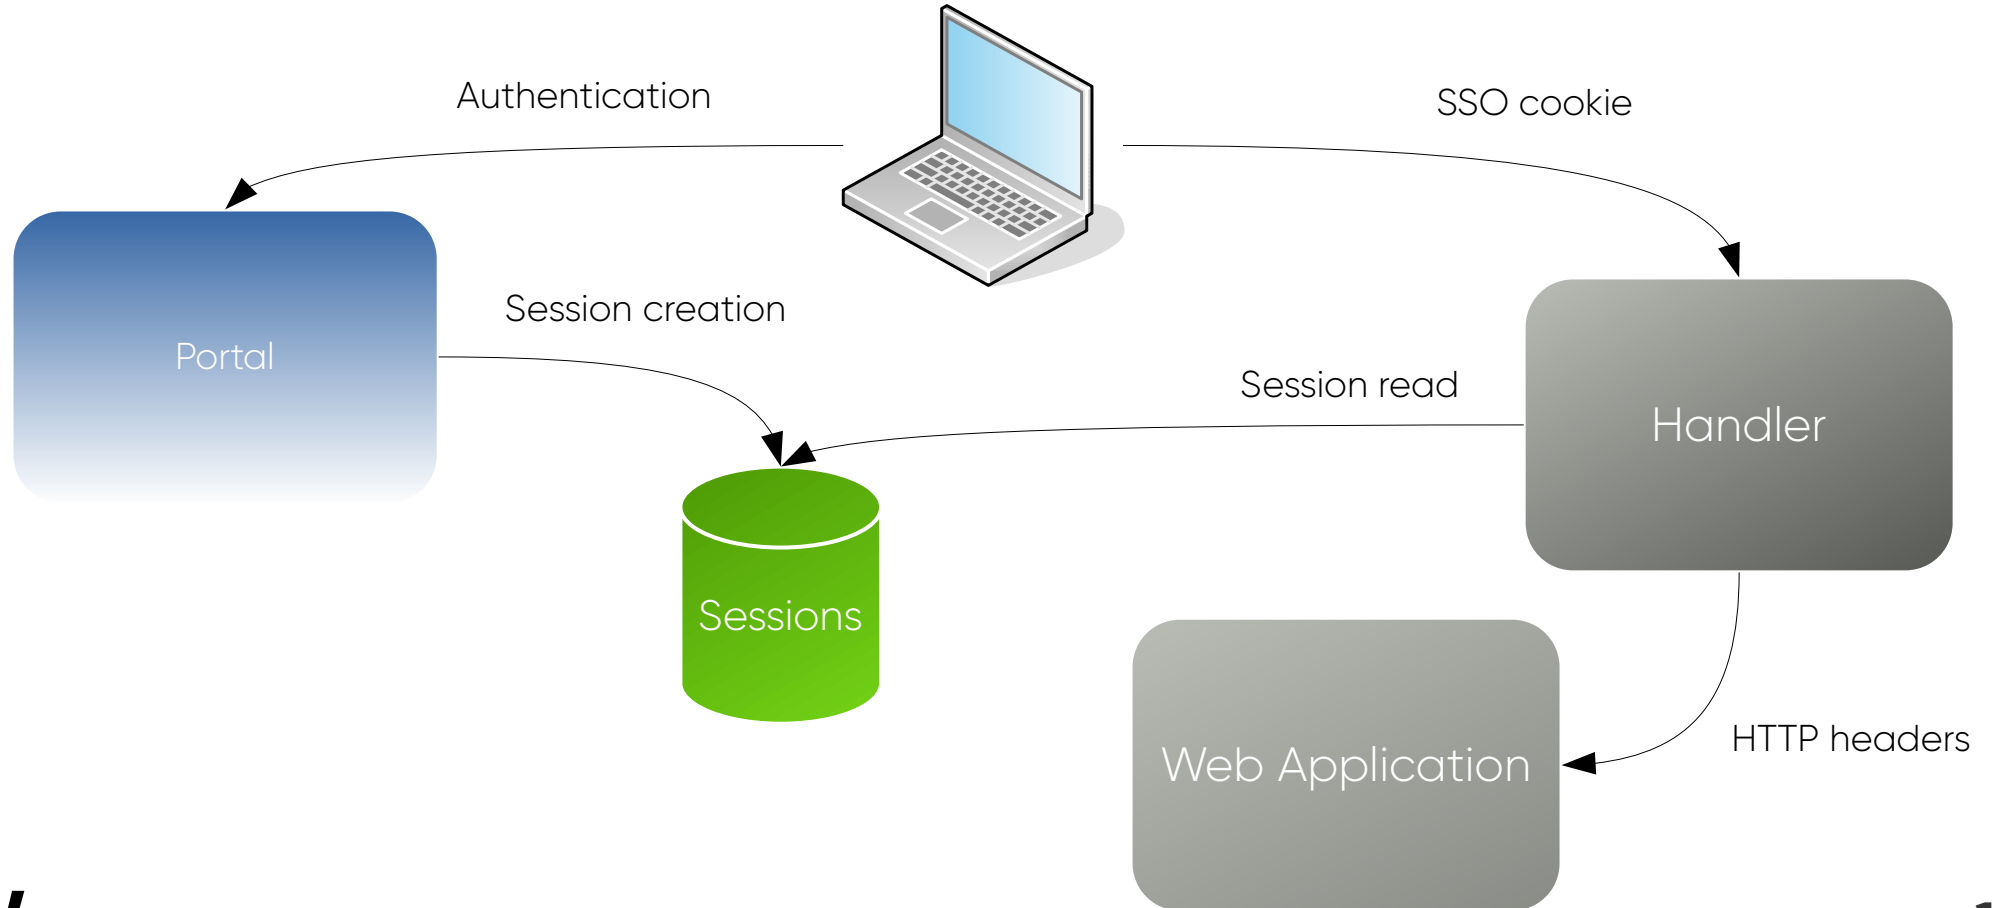 Authentication
SSO cookie
Session creation
Portal
Session read
Handler
Sessions
HTTP headers
Web Application